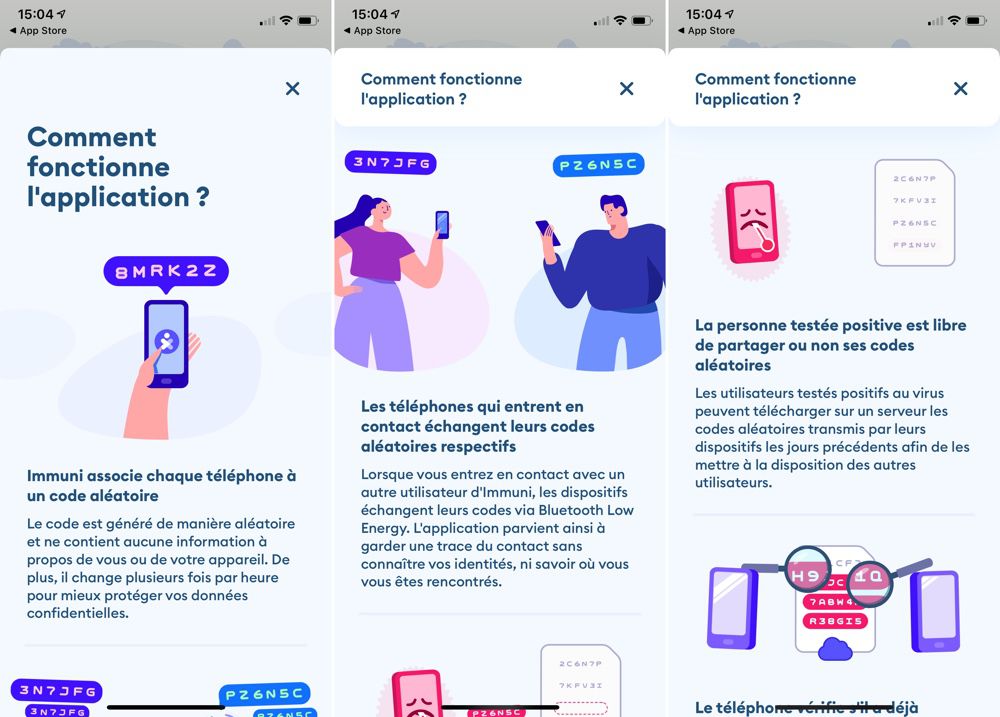 15:04
App Store
Comment
fonctionne
l'application ?
8MRK2Z
Immuni associe chaque téléphone à
un code aléatoire
Le code est généré de manière aléatoire
et ne contient aucune information à
propos de vous ou de votre appareil. De
plus, il change plusieurs fois par heure
pour mieux protéger vos données
confidentielles.
3N7JFG
3N7JFG
PZ6N5C
PZ6N5C
15:04
App Store
Comment fonctionne
l'application ?
3N7JFG
PZ6N5C
Les téléphones qui entrent en
contact échangent leurs codes
aléatoires respectifs
Lorsque vous entrez en contact avec un
autre utilisateur d'Immuni, les dispositifs
échangent leurs codes via Bluetooth Low
Energy. L'application parvient ainsi à
garder une trace du contact sans
connaître vos identités, ni savoir où vous
vous êtes rencontrés.
2C6N7P
7KFV3I
PZ6N5C
15:04
App Store
Comment fonctionne
l'application ?
2C6N7P
7KFV3I
PZ6N5C
FP1NYV
La personne testée positive est libre
de partager ou non ses codes
aléatoires
Les utilisateurs testés positifs au virus
peuvent télécharger sur un serveur les
codes aléatoires transmis par leurs
dispositifs les jours précédents afin de les
mettre à la disposition des autres
utilisateurs.
H9
1Q
7ABW4
R3BGI5
Le téléphone vérifie s'il a déjà